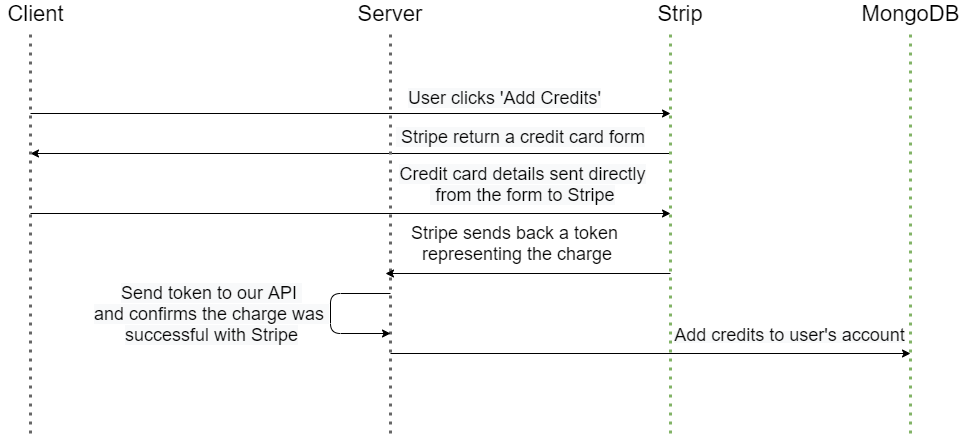 Client
Server
Strip
MongoDB
User clicks 'Add Credits'
Stripe return a credit card form
Credit card details sent directly
from the form to Stripe
Stripe sends back a token
representing the charge
Send token to our API
and confirms the charge was
successful with Stripe
Add credits to user's account